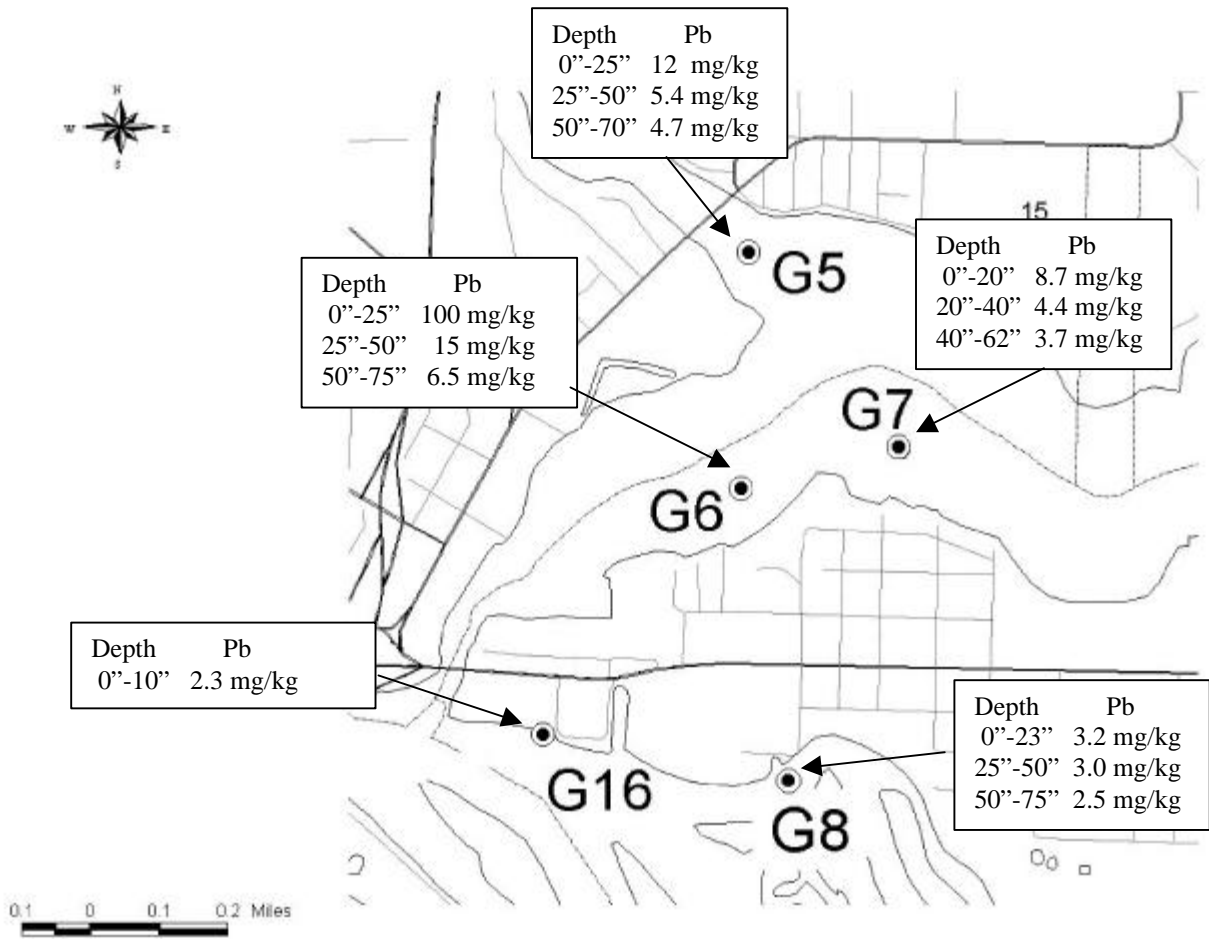 Depth Pb
0”-25” 12 mg/kg
25”-50” 5.4 mg/kg
50”-70” 4.7 mg/kg
N
W E
S
15
G5
Depth Pb
0”-20” 8.7 mg/kg
20”-40” 4.4 mg/kg
40”-62” 3.7 mg/kg
Depth Pb
0”-25” 100 mg/kg
25”-50” 15 mg/kg
50”-75” 6.5 mg/kg
G7
G6
Depth Pb
0”-10” 2.3 mg/kg
G16
Depth Pb
0”-23” 3.2 mg/kg
25”-50” 3.0 mg/kg
50”-75” 2.5 mg/kg
G8
0.1 0 0.1 0.2 Miles